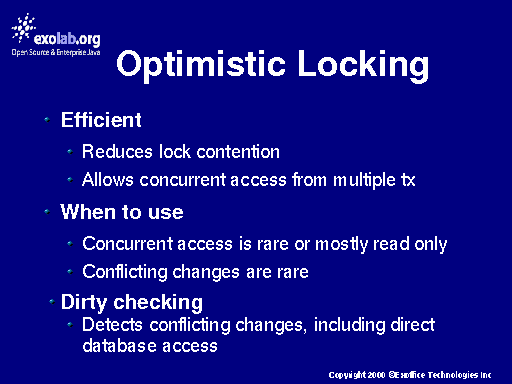 exolab.org
Open Source & Enterprise Java
Optimistic Locking
Efficient
Reduces lock contention
Allows concurrent access from multiple tx
When to use
Concurrent access is rare or mostly read only
Conflicting changes are rare
Dirty checking
Detects conflicting changes, including direct
database access
Copyright 2000 ©Exoffice Technologies Inc